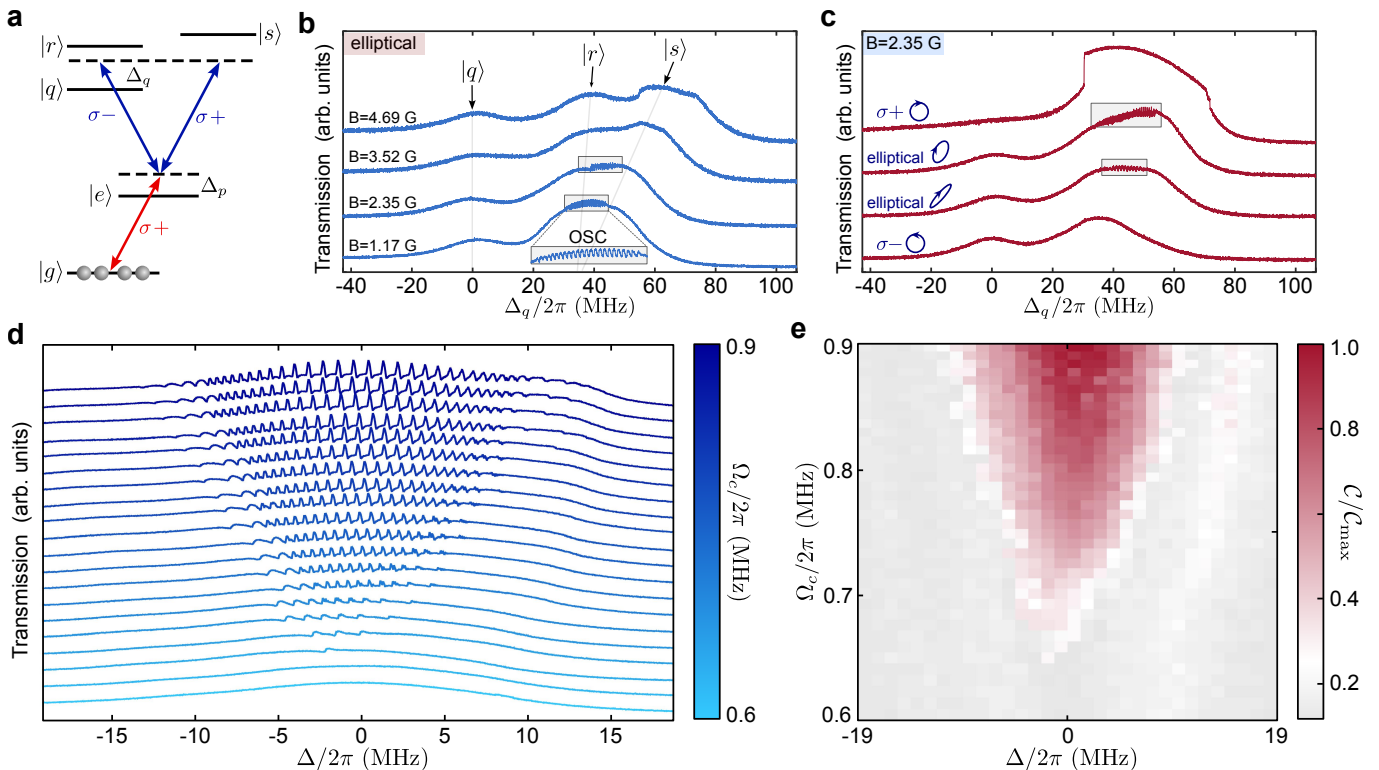 a
|r⟩
|s⟩
Δq
|q⟩
σ−
σ+
|e⟩
Δp
σ+
|g⟩
b
elliptical
|q⟩
|r⟩
|s⟩
B=4.69 G
B=3.52 G
B=2.35 G
B=1.17 G
OSC
Transmission (arb. units)
-40 -20 0 20 40 60 80 100
Δq/2π (MHz)
c
B=2.35 G
σ+
elliptical
elliptical
σ−
Transmission (arb. units)
-40 -20 0 20 40 60 80 100
Δq/2π (MHz)
d
Transmission (arb. units)
-15 -10 -5 0 5 10 15
Δ/2π (MHz)
0.9
Ωc/2π (MHz)
0.6
e
0.9
0.8
0.7
0.6
Ωc/2π (MHz)
-19 0 19
Δ/2π (MHz)
1.0
0.8
0.6
0.4
0.2
C/Cmax